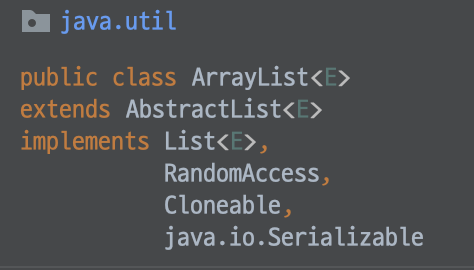 java.util
public class ArrayList<E>
extends AbstractList<E>
implements List<E>,
RandomAccess,
Cloneable,
java.io.Serializable